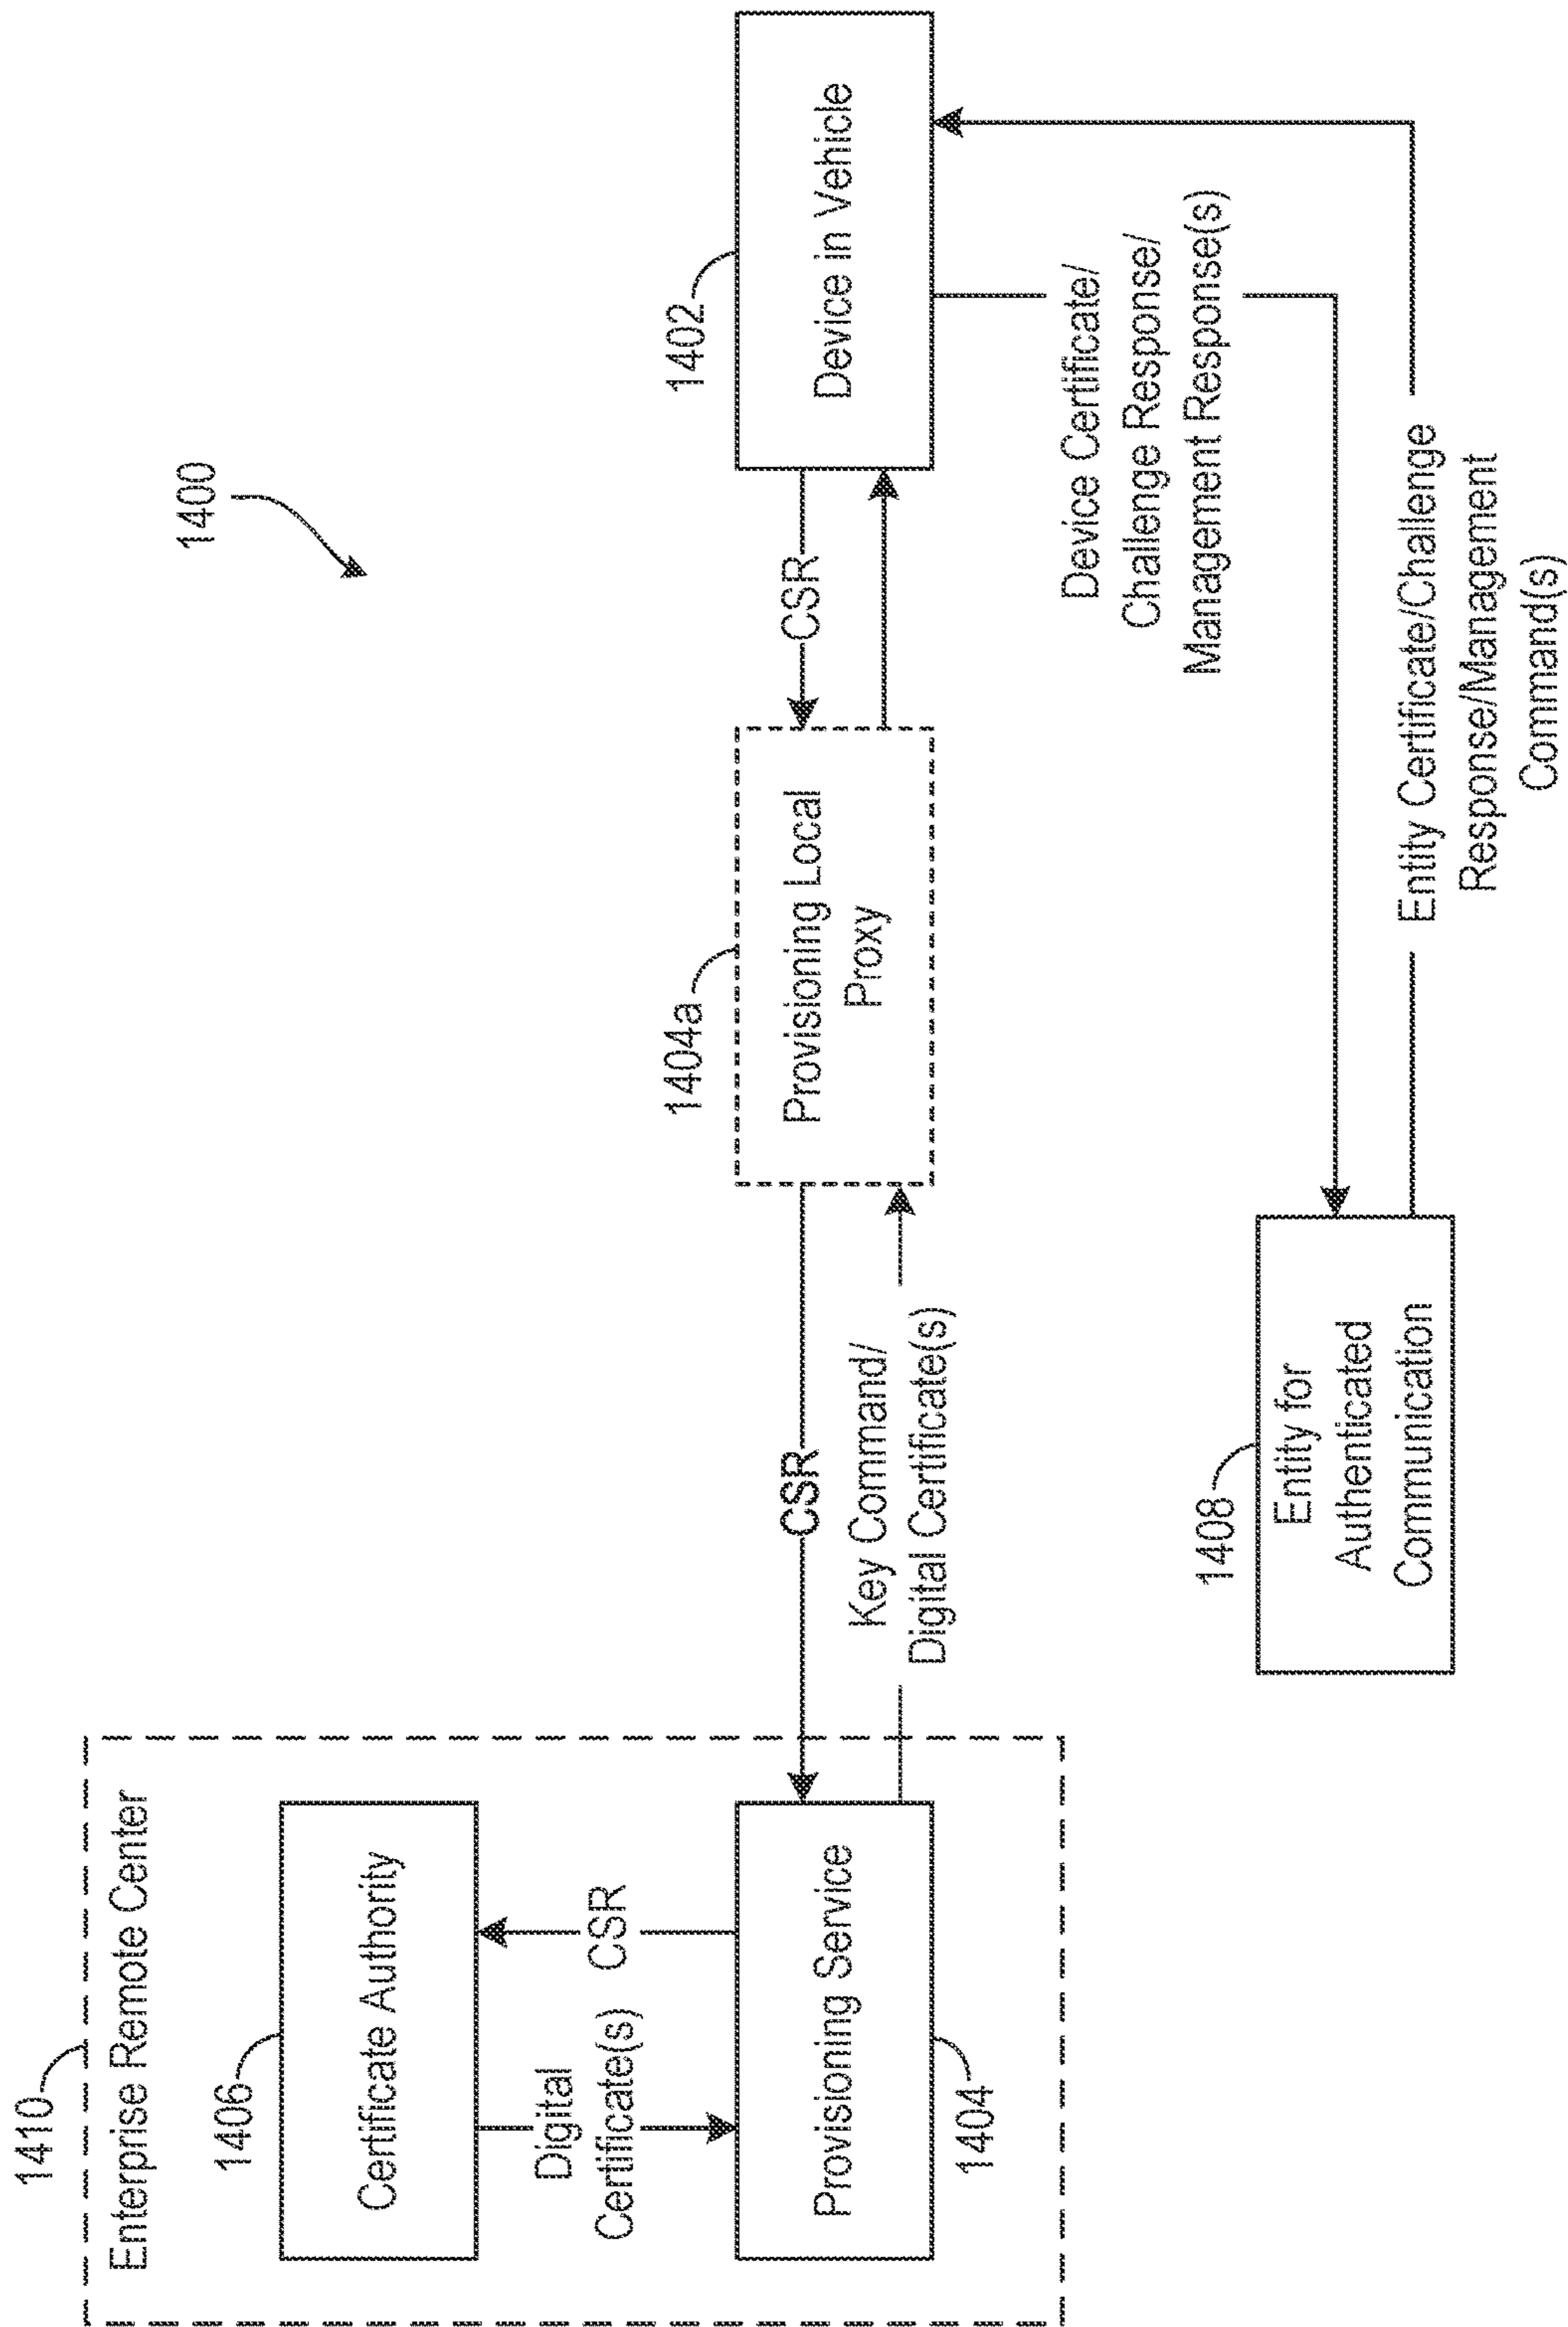 1400
1410
Enterprise Remote Center
1406
Certificate Authority
Digital
Certificate(s)
CSR
Provisioning Service
1404
CSR
Key Command/
Digital Certificate(s)
1404a
Provisioning Local
Proxy
CSR
1402
Device in Vehicle
Device Certificate/
Challenge Response/
Management Response(s)
1408
Entity for
Authenticated
Communication
Entity Certificate/Challenge
Response/Management
Command(s)